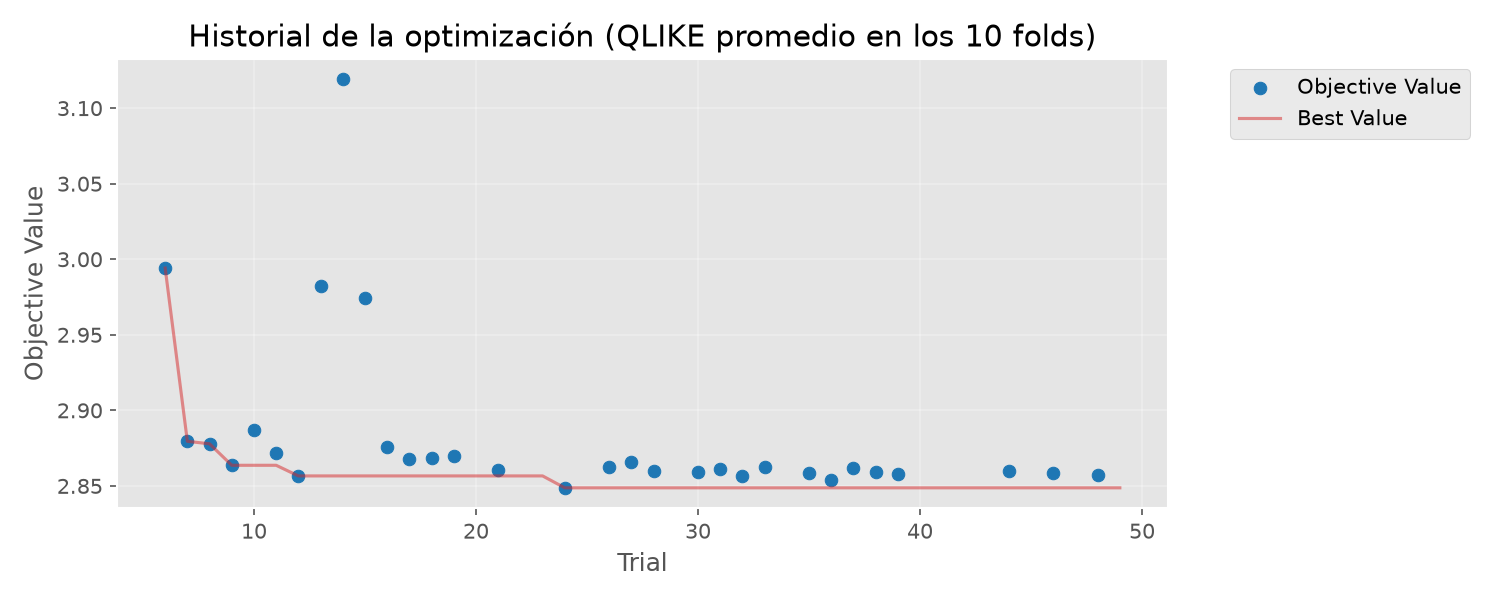 Historial de la optimización (QLIKE promedio en los 10 folds)
Objective Value
Best Value
Objective Value
3.10
3.05
3.00
2.95
2.90
2.85
10 20 30 40 50
Trial